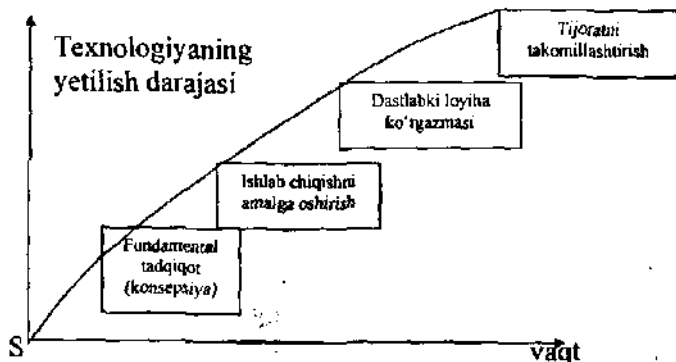 Texnologiyaning
yetilish darajasi
Tijoratni
takomillashtirish
Dastlabki loyiha
ko‘rgazmasi
Ishlab chiqishni
amalga oshirish
Fundamental
tadqiqot
(konsepsiya)
S
vaqt